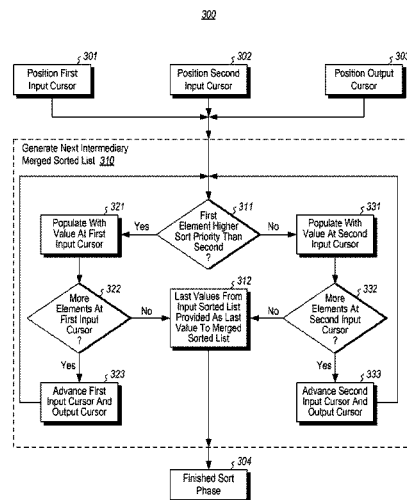 300
301
Position First
Input Cursor
302
Position Second
Input Cursor
303
Position Output
Cursor
Generate Next Intermediary
Merged Sorted List 310
321
Populate With
Value At First
Input Cursor
Yes
311
First
Element Higher
Sort Priority Than
Second
?
No
331
Populate With
Value At Second
Input Cursor
322
More
Elements At
First Input
Cursor
?
No
312
Last Values From
Input Sorted List
Provided As Last
Value To Merged
Sorted List
No
332
More
Elements At
Second Input
Cursor
?
Yes
323
Advance First
Input Cursor And
Output Cursor
Yes
333
Advance Second
Input Cursor And
Output Cursor
304
Finished Sort
Phase